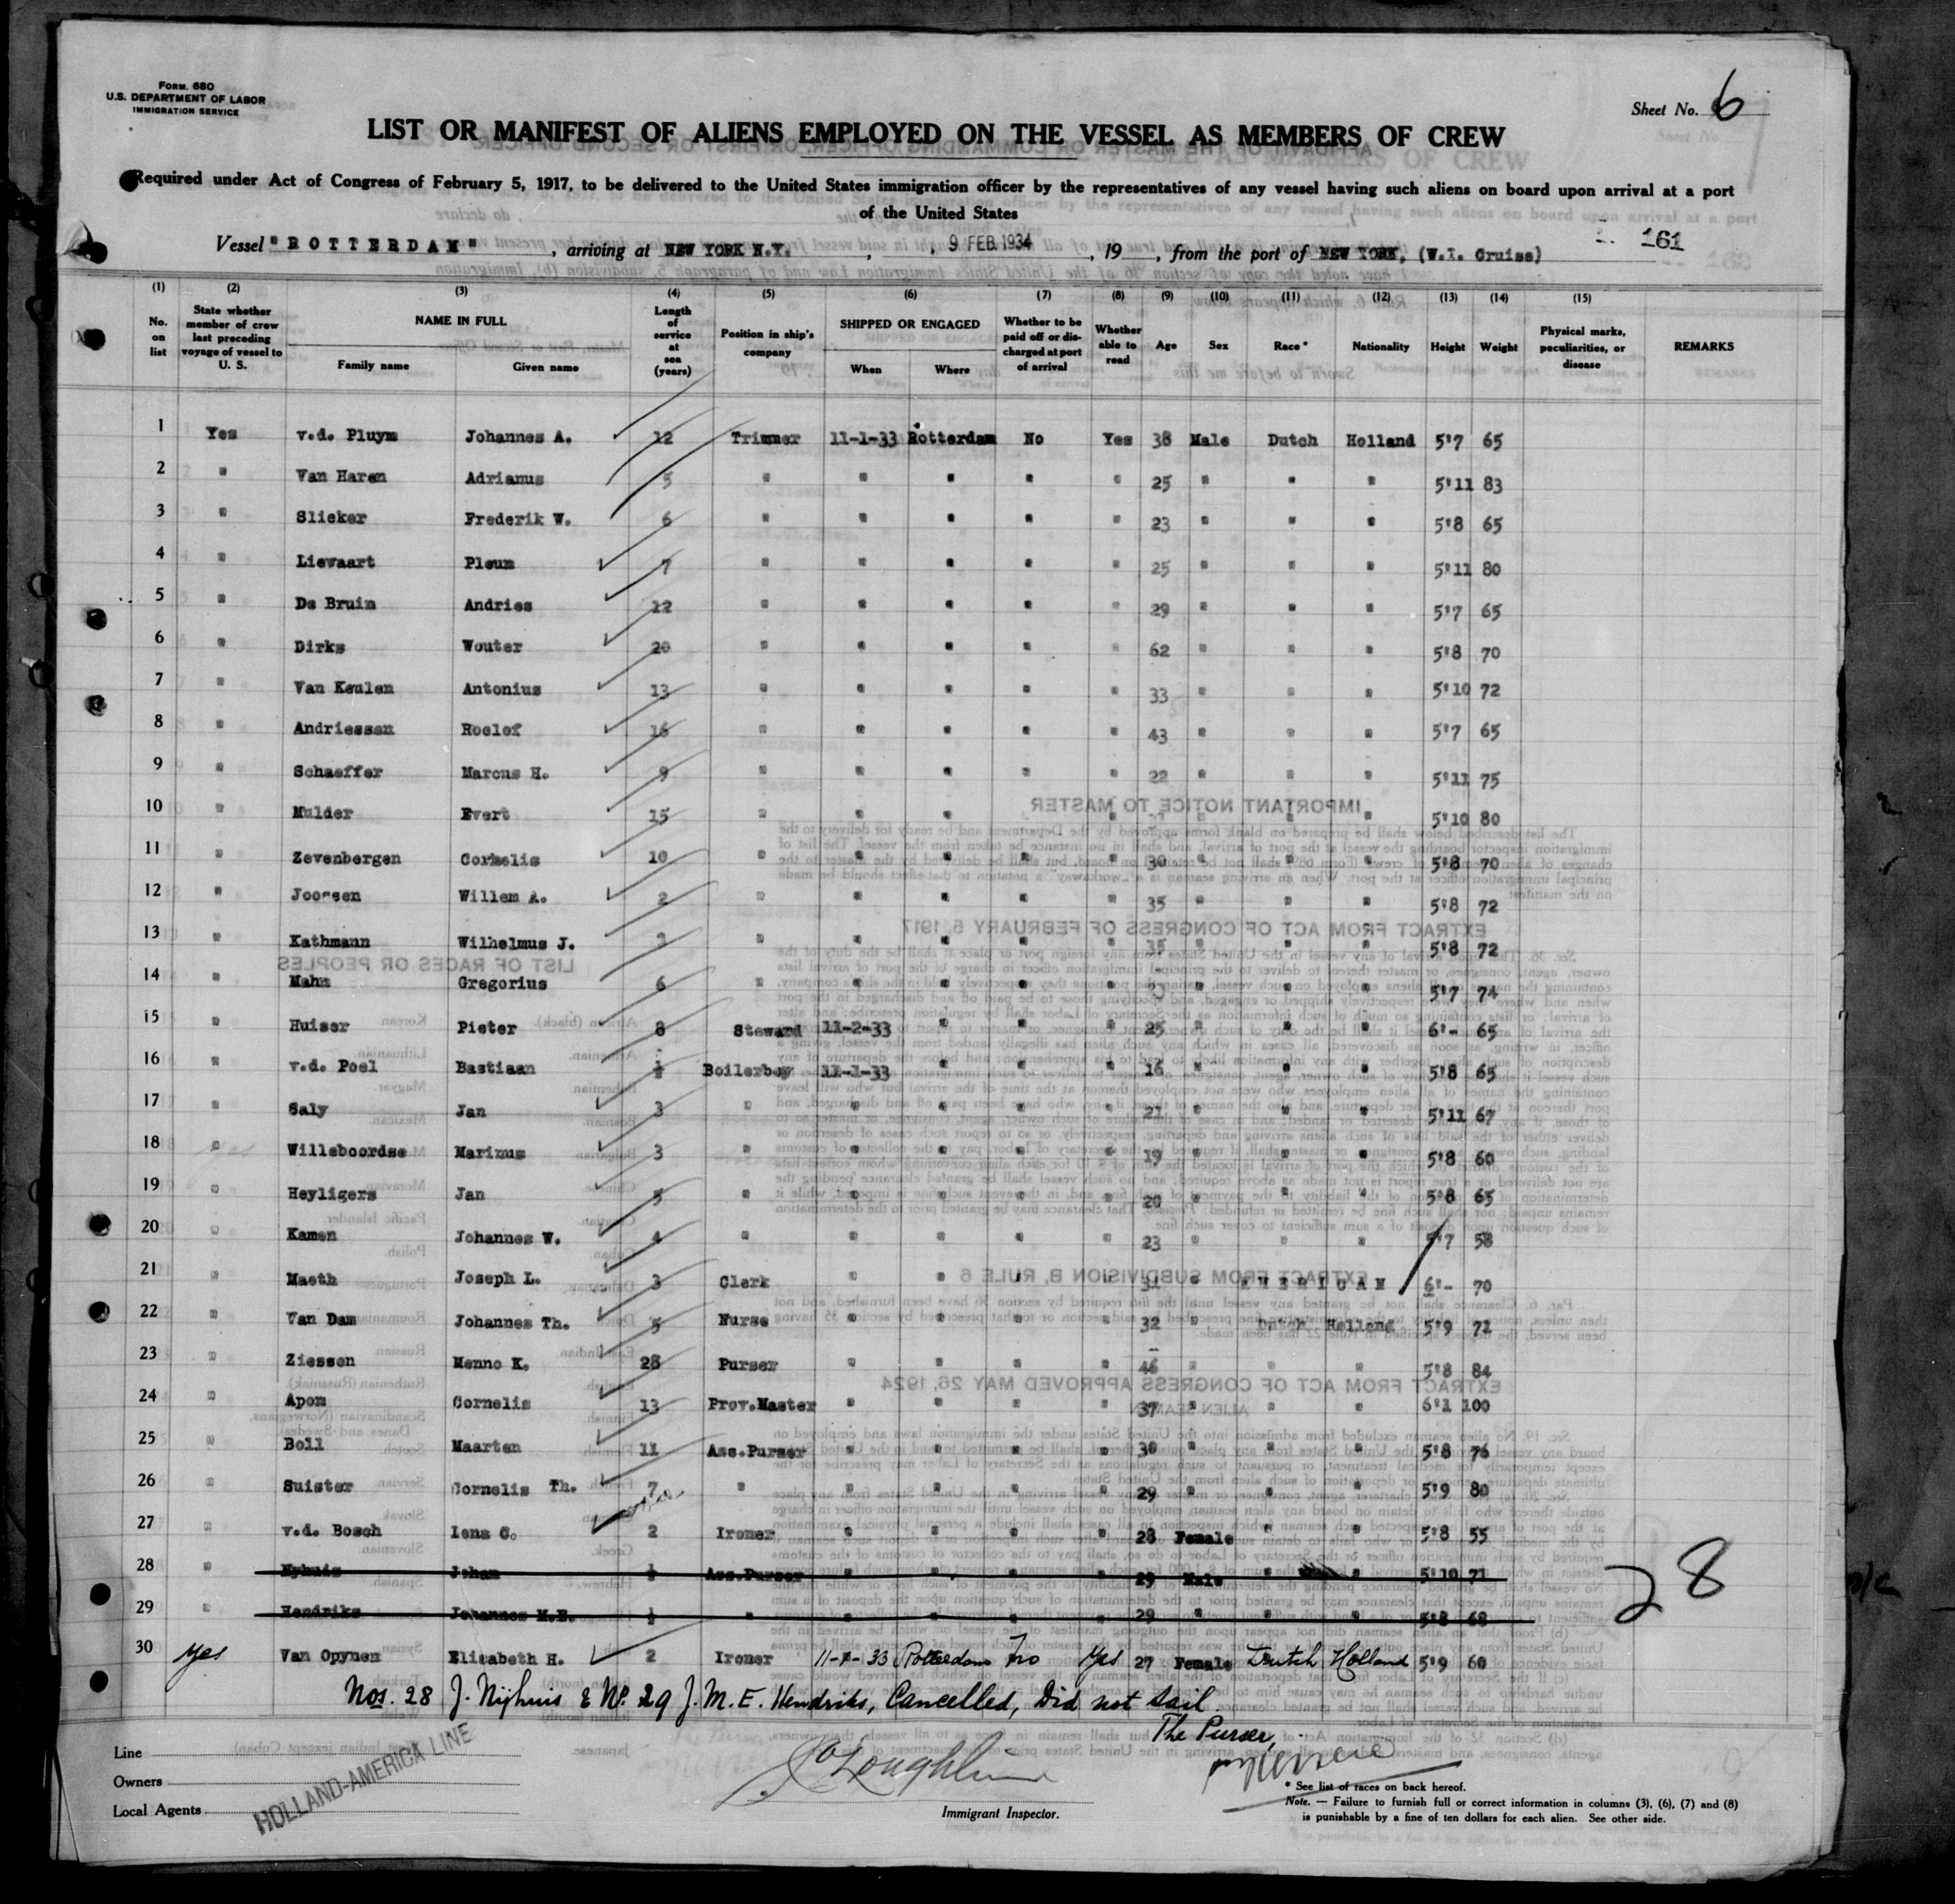 Form. 680
U.S. DEPARTMENT OF LABOR
IMMIGRATION SERVICE
Sheet No. 6
LIST OR MANIFEST OF ALIENS EMPLOYED ON THE VESSEL AS MEMBERS OF CREW
Required under Act of Congress of February 5, 1917, to be delivered to the United States immigration officer by the representatives of any vessel having such aliens on board upon arrival at a port
of the United States
Vessel "ROTTERDAM", arriving at NEW YORK N.Y., 9 FEB 1934, 19 , from the port of NEW YORK, (W.I. Cruise) 161
(1) (2) (3) (4) (5) (6) (7) (8) (9) (10) (11) (12) (13) (14) (15)
No. on list State whether member of crew last preceding voyage of vessel to U. S. NAME IN FULL Family name Given name Length of service at sea (years) Position in ship's company SHIPPED OR ENGAGED When Where Whether to be paid off or discharged at port of arrival Whether able to read Age Sex Race* Nationality Height Weight Physical marks, peculiarities, or disease REMARKS
1 Yes v.d. Pluym Johannes A. 12 Trimmer 11-1-33 Rotterdam No Yes 38 Male Dutch Holland 5'7 65
2 " Van Haren Adrianus 5 " " " " " 25 " " " 5'11 83
3 " Slieker Frederik W. 6 " " " " " 23 " " " 5'8 65
4 " Lievaart Pleun 7 " " " " " 25 " " " 5'11 80
5 " De Bruin Andries 12 " " " " " 29 " " " 5'7 65
6 " Dirks Wouter 20 " " " " " 62 " " " 5'8 70
7 " Van Keulen Antonius 13 " " " " " 33 " " " 5'10 72
8 " Andriessen Roelof 16 " " " " " 43 " " " 5'7 65
9 " Schaeffer Marcus H. 9 " " " " " 22 " " " 5'11 75
10 " Mulder Evert 15 " " " " " " " " 5'10 80
11 " Zevenbergen Cornelis 10 " " " " " 30 " " " 5'8 70
12 " Joossen Willem A. 2 " " " " " 35 " " " 5'8 72
13 " Kathmann Wilhelmus J. 3 " " " " " 35 " " " 5'8 72
14 " Mahn Gregorius 6 " " " " " " " " 5'7 74
15 " Huiser Pieter 8 Steward 11-2-33 " " " 25 " " " 6'- 65
16 " v.d. Poel Bastiaan ½ Boilerboy 11-1-33 " " " 16 " " " 5'8 65
17 " Saly Jan 3 " " " " " 21 " " " 5'11 67
18 " Willeboordse Marinus 3 " " " " " 19 " " " 5'8 60
19 " Heyligers Jan 5 " " " " " 20 " " " 5'8 65
20 " Kamen Johannes W. 4 " " " " " 23 " " " 5'7 58
21 " Maeth Joseph L. 3 Clerk " " " " 31 " AMERICAN 6'- 70
22 " Van Dam Johannes Th. 5 Nurse " " " " 32 " Dutch Holland 5'9 72
23 " Ziessen Menno K. 28 Purser " " " " 46 " " " 5'8 84
24 " Apon Cornelis 13 Prov.Master " " " " 37 " " " 6'1 100
25 " Boll Maarten 11 Ass.Purser " " " " 30 " " " 5'8 76
26 " Suister Cornelis Th. 7 " " " " " 29 " " " 5'9 80
27 " v.d. Bosch Iena C. 2 Ironer " " " " 28 Female " " 5'8 55
28 " Nyhuis Johan ½ Ass.Purser " " " " 29 Male " " 5'10 71
29 " Hendriks Johannes M.E. ½ " " " " " 29 " " " 5'8 68
30 Yes Van Opynen Elisabeth H. 2 Ironer 11-1-33 Rotterdam No Yes 27 Female Dutch Holland 5'9 60
28
Nos. 28 J. Nijhuis & No. 29 J.M.E. Hendriks, Cancelled, Did not sail.
The Purser,
Line
Owners
Local Agents
HOLLAND-AMERICA LINE
Immigrant Inspector.
* See list of races on back hereof.
Note. — Failure to furnish full or correct information in columns (3), (6), (7) and (8)
is punishable by a fine of ten dollars for each alien. See other side.